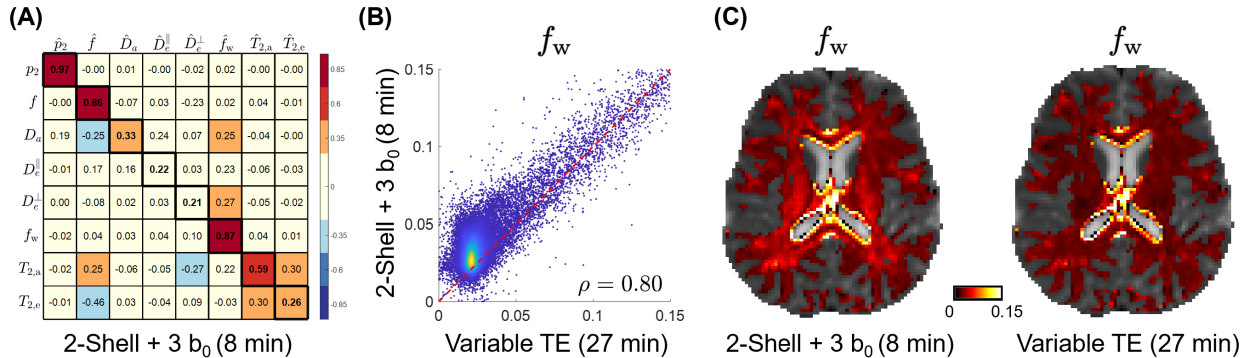 (A)
p̂₂ f̂ D̂ₐ D̂ₑ∥ D̂ₑ⊥ f̂w T̂₂,ₐ T̂₂,ₑ
p₂ 0.97 -0.00 0.01 -0.00 -0.02 0.02 -0.00 -0.00
f -0.00 0.86 -0.07 0.03 -0.23 0.02 0.04 -0.01
Dₐ 0.19 -0.25 0.33 0.24 0.07 0.25 -0.04 -0.00
Dₑ∥ -0.01 0.17 0.16 0.22 0.03 0.23 -0.06 -0.03
Dₑ⊥ 0.00 -0.08 0.02 0.03 0.21 0.27 -0.05 -0.02
fw -0.02 0.04 0.03 0.04 0.10 0.87 0.04 0.01
T₂,ₐ -0.02 0.25 -0.06 -0.05 -0.27 0.22 0.59 0.30
T₂,ₑ -0.01 -0.46 0.03 -0.04 0.09 -0.03 0.30 0.26
0.85
0.60
0.35
0
-0.35
-0.60
-0.85
2-Shell + 3 b₀ (8 min)
(B)
fw
2-Shell + 3 b₀ (8 min)
0.15
0.1
0.05
0
0 0.05 0.1 0.15
ρ = 0.80
Variable TE (27 min)
(C)
fw fw
0 0.15
2-Shell + 3 b₀ (8 min) Variable TE (27 min)